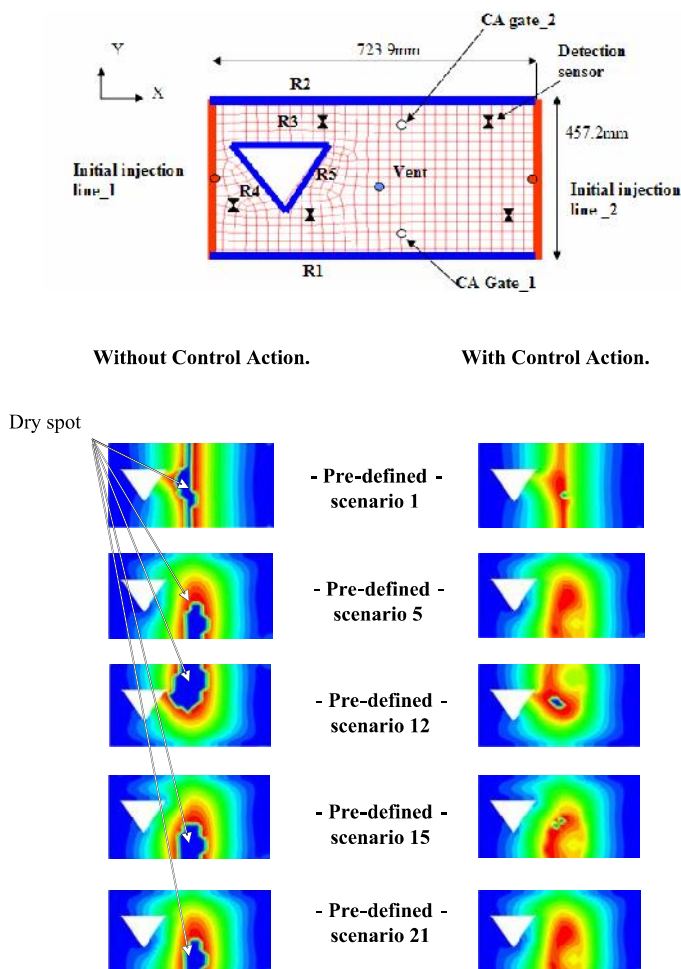 CA gate_2
Y
723.9mm
Detection
sensor
R2
X
R3
457.2mm
Initial injection
line_1
R5
Vent
R4
Initial injection
line _2
R1
CA Gate_1
Without Control Action.
With Control Action.
Dry spot
- Pre-defined -
scenario 1
- Pre-defined -
scenario 5
- Pre-defined -
scenario 12
- Pre-defined -
scenario 15
- Pre-defined -
scenario 21